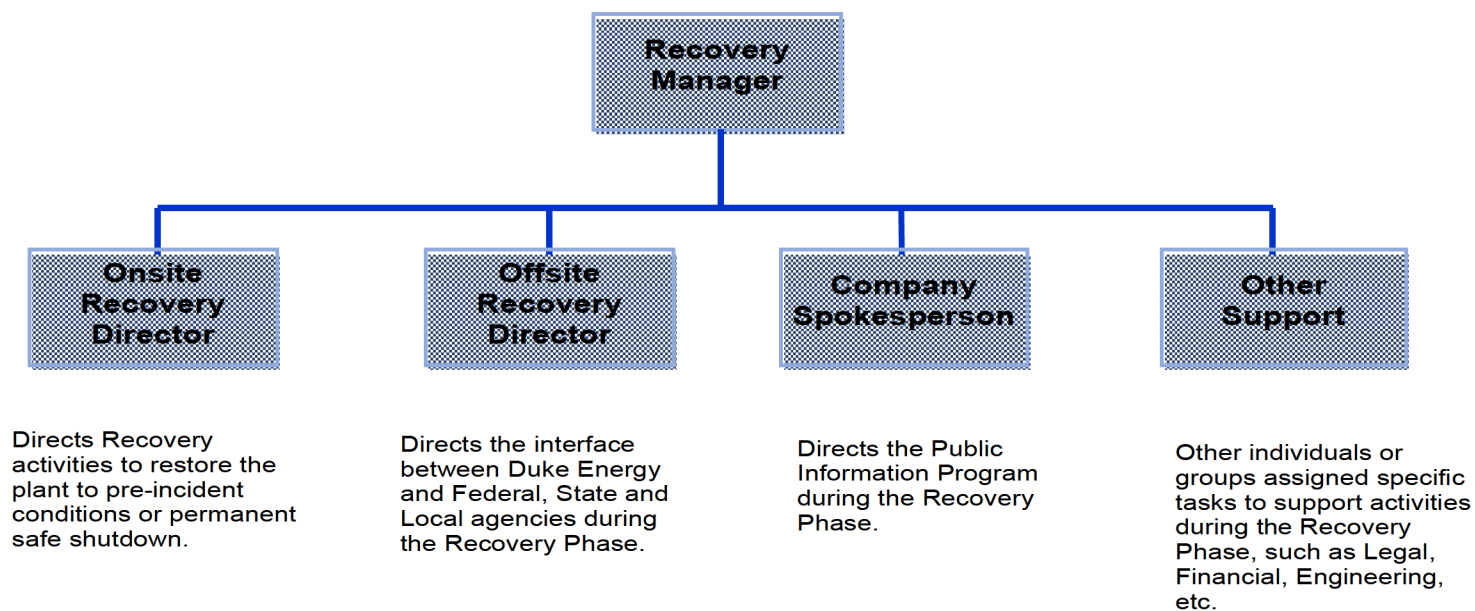 Recovery
Manager
Onsite
Recovery
Director
Offsite
Recovery
Director
Company
Spokesperson
Other
Support
Directs Recovery
activities to restore the
plant to pre-incident
conditions or permanent
safe shutdown.
Directs the interface
between Duke Energy
and Federal, State and
Local agencies during
the Recovery Phase.
Directs the Public
Information Program
during the Recovery
Phase.
Other individuals or
groups assigned specific
tasks to support activities
during the Recovery
Phase, such as Legal,
Financial, Engineering,
etc.